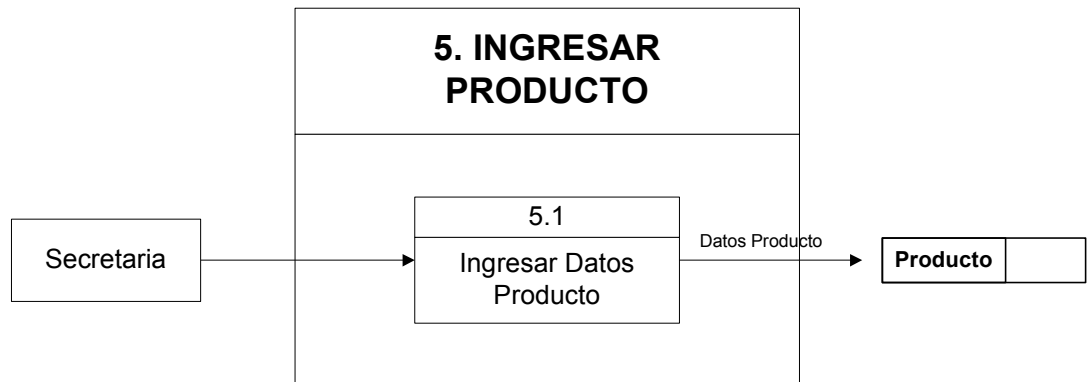 5. INGRESAR
PRODUCTO
5.1
Secretaria
Ingresar Datos
Producto
Datos Producto
Producto